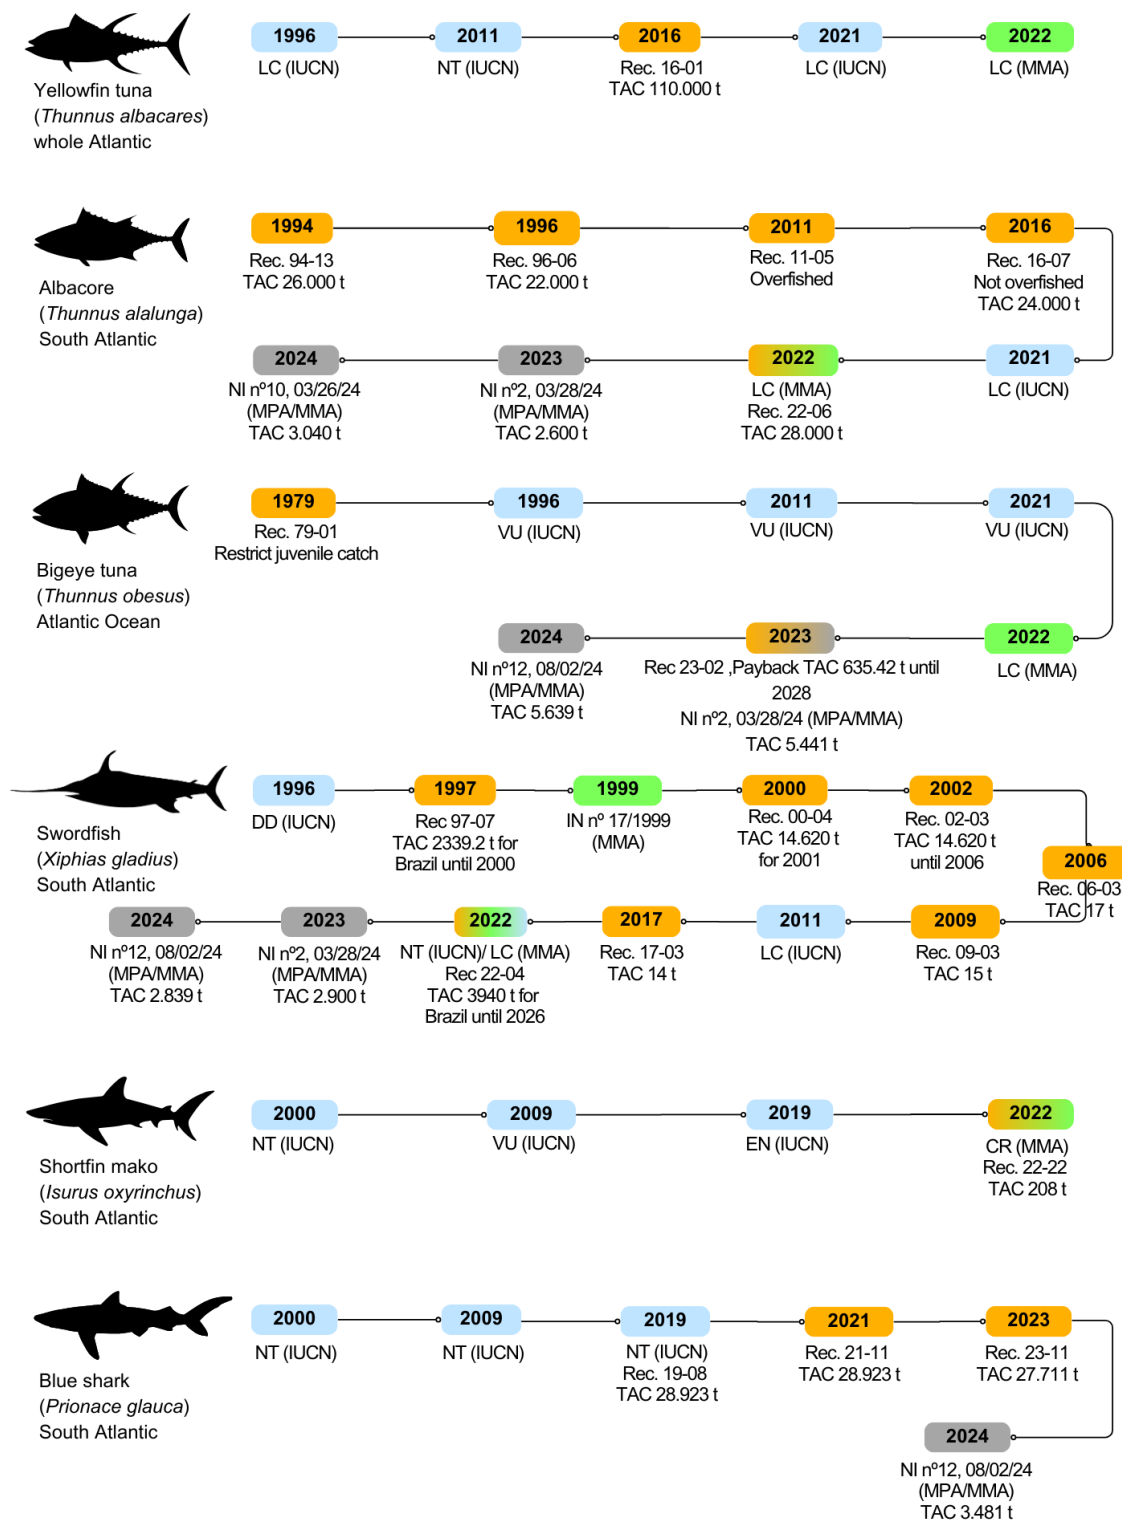 1996
2011
2016
2021
2022
LC (IUCN)
NT (IUCN)
Rec. 16-01
TAC 110.000 t
LC (IUCN)
LC (MMA)
Yellowfin tuna
(Thunnus albacares)
whole Atlantic
1994
1996
2011
2016
Rec. 94-13
TAC 26.000 t
Rec. 96-06
TAC 22.000 t
Rec. 11-05
Overfished
Rec. 16-07
Not overfished
TAC 24.000 t
Albacore
(Thunnus alalunga)
South Atlantic
2024
2023
2022
2021
NI nº10, 03/26/24
(MPA/MMA)
TAC 3.040 t
NI nº2, 03/28/24
(MPA/MMA)
TAC 2.600 t
LC (MMA)
Rec. 22-06
TAC 28.000 t
LC (IUCN)
1979
1996
2011
2021
Rec. 79-01
Restrict juvenile catch
VU (IUCN)
VU (IUCN)
VU (IUCN)
Bigeye tuna
(Thunnus obesus)
Atlantic Ocean
2024
2023
2022
NI nº12, 08/02/24
(MPA/MMA)
TAC 5.639 t
Rec 23-02 ,Payback TAC 635.42 t until
2028
NI nº2, 03/28/24 (MPA/MMA)
TAC 5.441 t
LC (MMA)
1996
1997
1999
2000
2002
DD (IUCN)
Rec 97-07
TAC 2339.2 t for
Brazil until 2000
IN nº 17/1999
(MMA)
Rec. 00-04
TAC 14.620 t
for 2001
Rec. 02-03
TAC 14.620 t
until 2006
Swordfish
(Xiphias gladius)
South Atlantic
2006
Rec. 06-03
TAC 17 t
2024
2023
2022
2017
2011
2009
NI nº12, 08/02/24
(MPA/MMA)
TAC 2.839 t
NI nº2, 03/28/24
(MPA/MMA)
TAC 2.900 t
NT (IUCN)/ LC (MMA)
Rec 22-04
TAC 3940 t for
Brazil until 2026
Rec. 17-03
TAC 14 t
LC (IUCN)
Rec. 09-03
TAC 15 t
2000
2009
2019
2022
NT (IUCN)
VU (IUCN)
EN (IUCN)
CR (MMA)
Rec. 22-22
TAC 208 t
Shortfin mako
(Isurus oxyrinchus)
South Atlantic
2000
2009
2019
2021
2023
NT (IUCN)
NT (IUCN)
NT (IUCN)
Rec. 19-08
TAC 28.923 t
Rec. 21-11
TAC 28.923 t
Rec. 23-11
TAC 27.711 t
Blue shark
(Prionace glauca)
South Atlantic
2024
NI nº12, 08/02/24
(MPA/MMA)
TAC 3.481 t